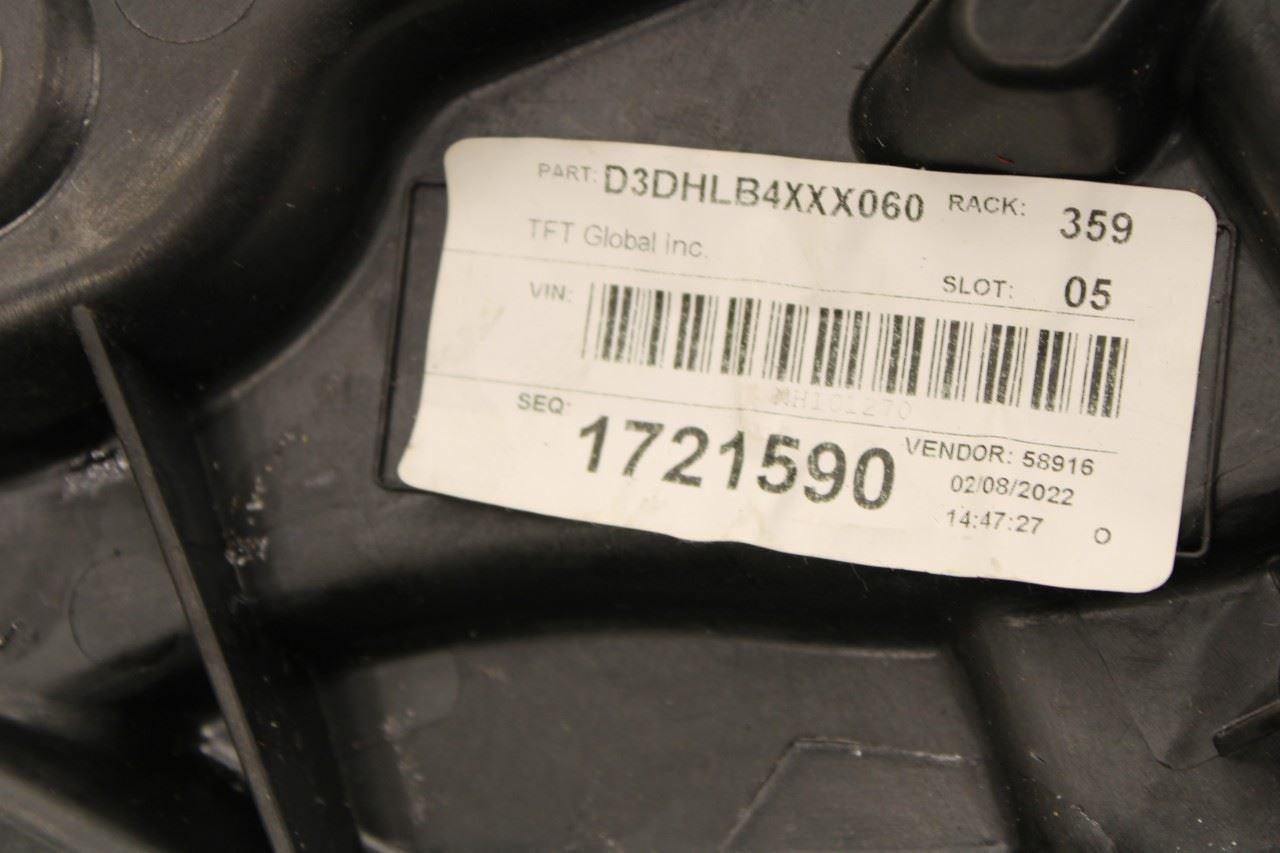 PART: D3DHLB4XXX060 RACK: 359
TFT Global inc.
SLOT: 05
VIN:
MH101270
SEQ: 1721590 VENDOR: 58916
02/08/2022
14:47:27 O